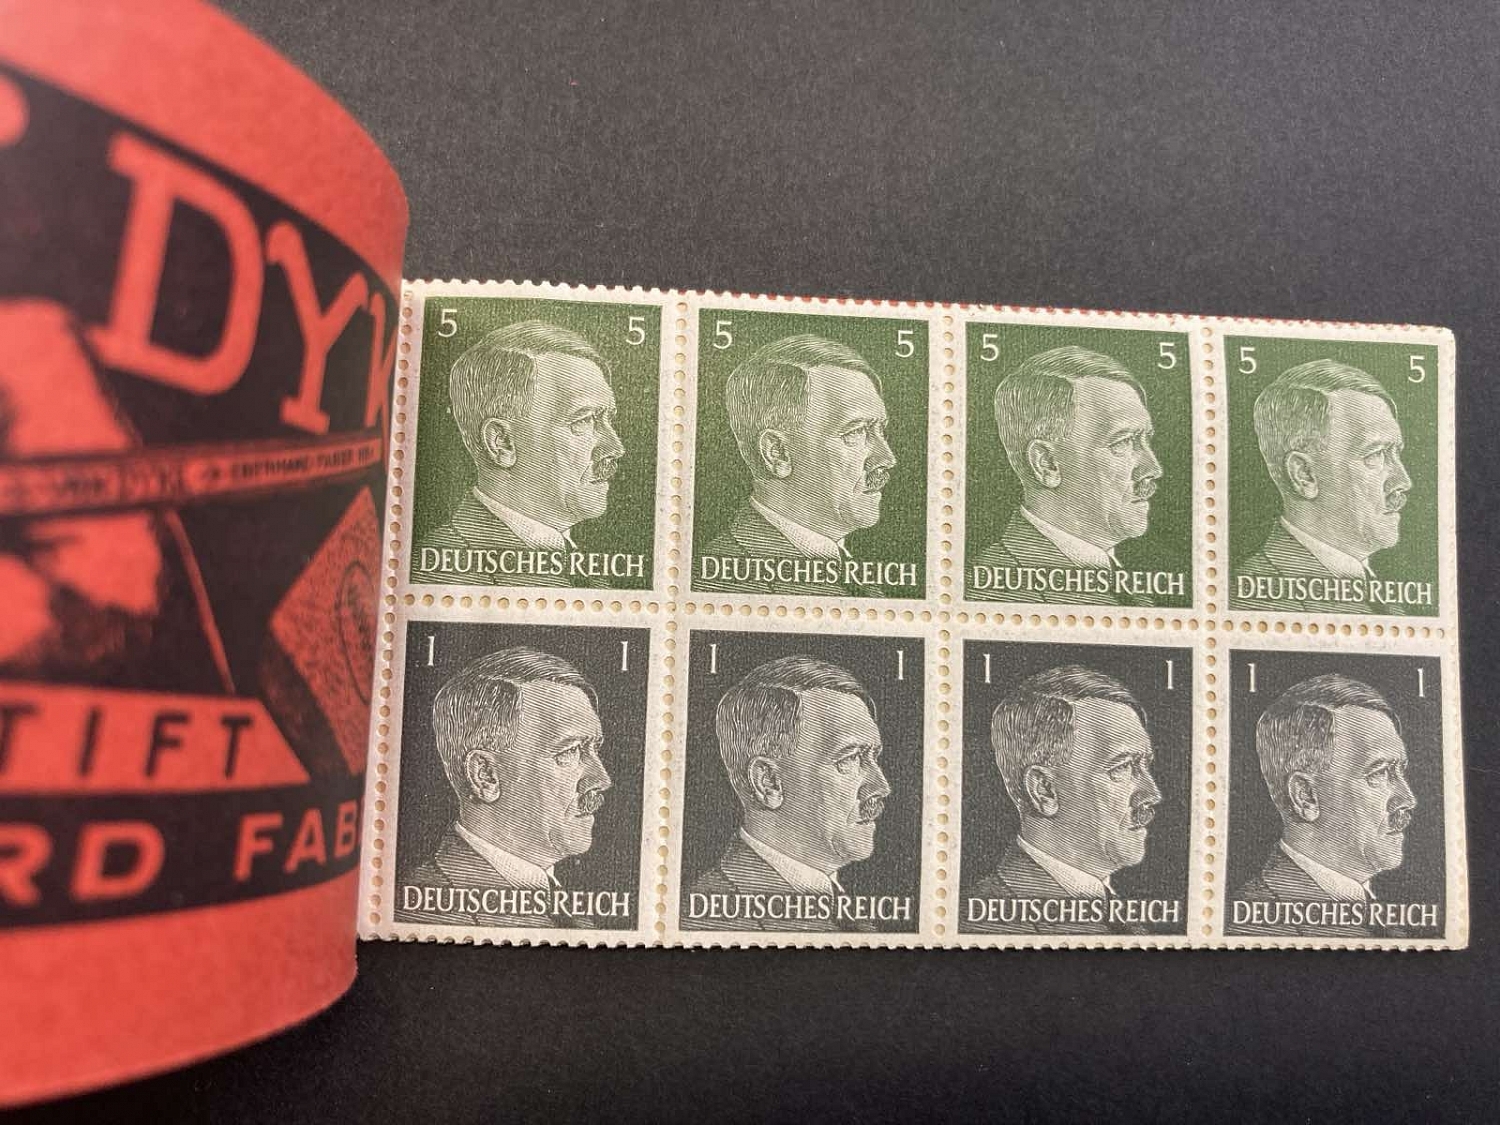 DYK
VAN DYKE EBERHARD FABER
TIFT
RD FAB
5 5 5 5 5 5 5 5
DEUTSCHES REICH DEUTSCHES REICH DEUTSCHES REICH DEUTSCHES REICH
1 1 1 1 1 1 1 1
DEUTSCHES REICH DEUTSCHES REICH DEUTSCHES REICH DEUTSCHES REICH